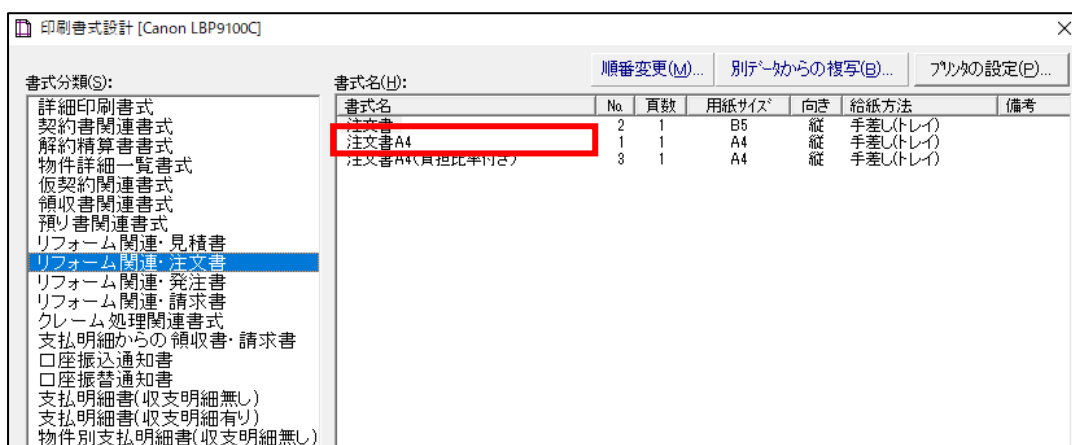 印刷書式設計 [Canon LBP9100C]
順番変更(M)... 別ﾃﾞｰﾀからの複写(B)... ﾌﾟﾘﾝﾀの設定(P)...
書式分類(S):
書式名(H):
詳細印刷書式
契約書関連書式
解約精算書書式
物件詳細一覧書式
仮契約関連書式
領収書関連書式
預り書関連書式
リフォーム関連・見積書
リフォーム関連・注文書
リフォーム関連・発注書
リフォーム関連・請求書
クレーム処理関連書式
支払明細からの領収書・請求書
口座振込通知書
口座振替通知書
支払明細書(収支明細無し)
支払明細書(収支明細有り)
物件別支払明細書(収支明細無し)
書式名 No. 頁数 用紙ｻｲｽﾞ 向き 給紙方法 備考
注文書 2 1 B5 縦 手差し(トレイ)
注文書A4 1 1 A4 縦 手差し(トレイ)
注文書A4(負担比率付き) 3 1 A4 縦 手差し(トレイ)